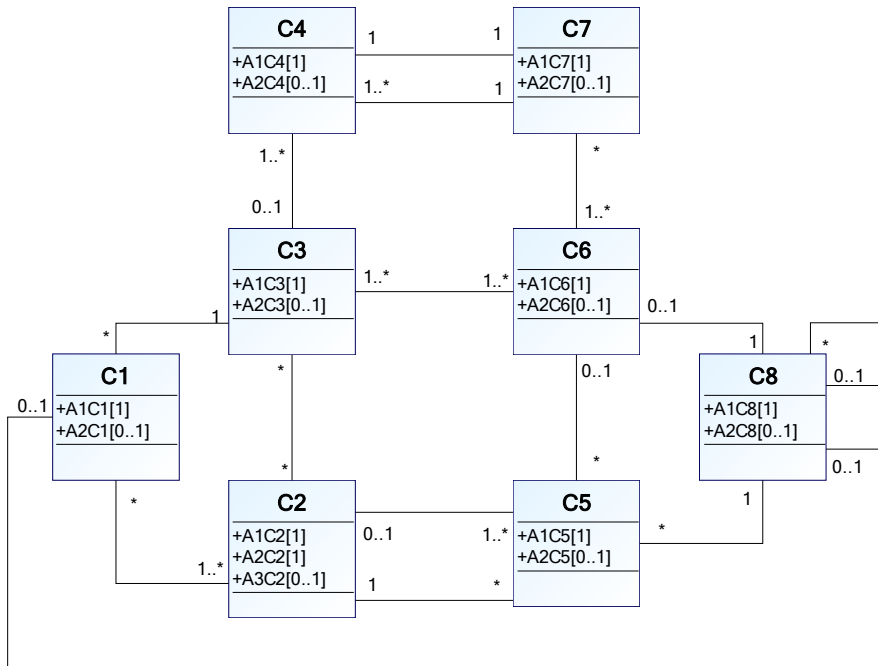 C4
+A1C4[1]
+A2C4[0..1]
C7
+A1C7[1]
+A2C7[0..1]
1
1
1..*
1
1..*
0..1
*
1..*
C3
+A1C3[1]
+A2C3[0..1]
C6
+A1C6[1]
+A2C6[0..1]
1..*
1..*
1
*
0..1
1
*
0..1
0..1
C1
+A1C1[1]
+A2C1[0..1]
0..1
C8
+A1C8[1]
+A2C8[0..1]
*
*
0..1
*
*
1..*
1
*
C2
+A1C2[1]
+A2C2[1]
+A3C2[0..1]
C5
+A1C5[1]
+A2C5[0..1]
0..1
1..*
1
*